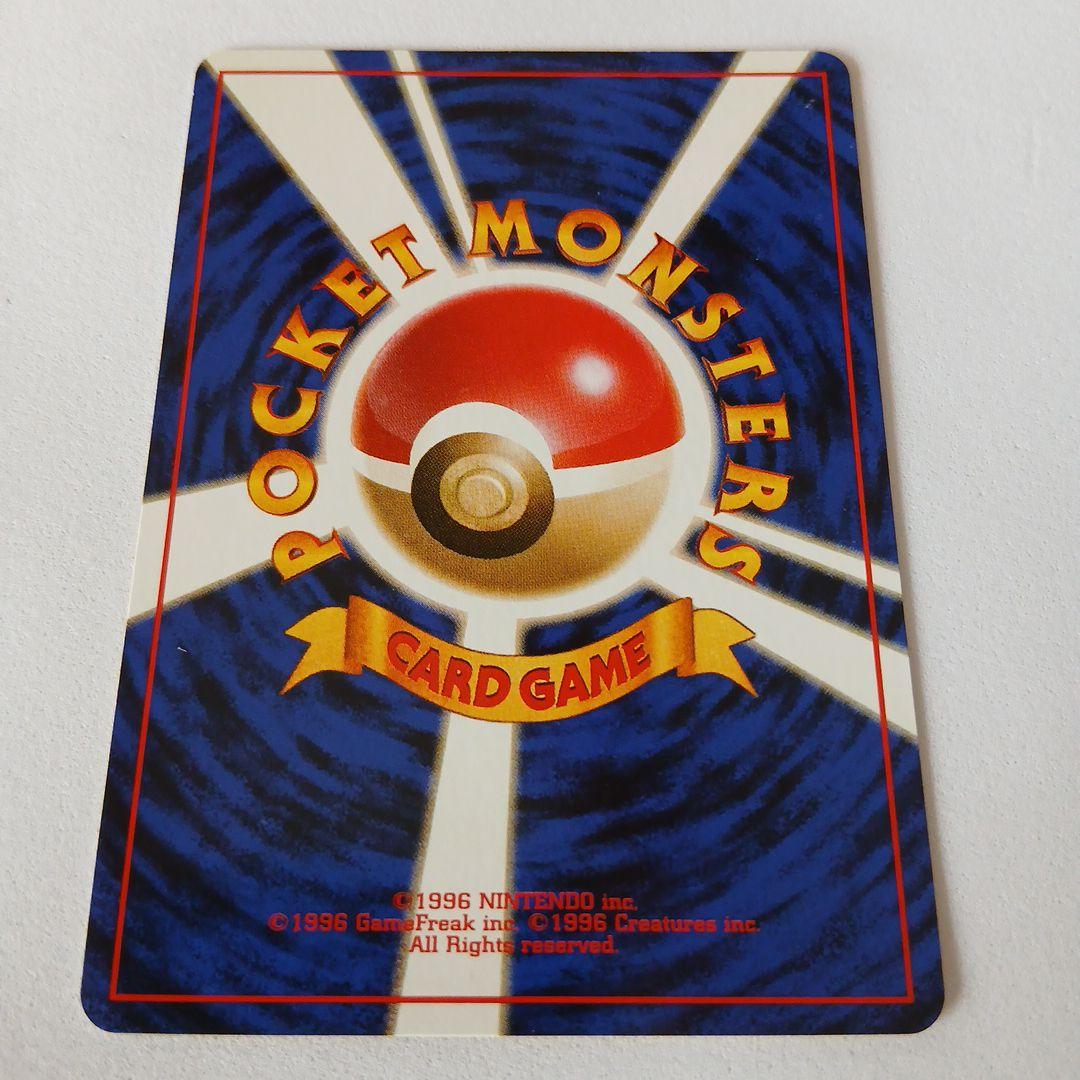 POCKET MONSTERS
CARD GAME
©1996 NINTENDO inc.
©1996 GameFreak inc. ©1996 Creatures inc.
All Rights reserved.